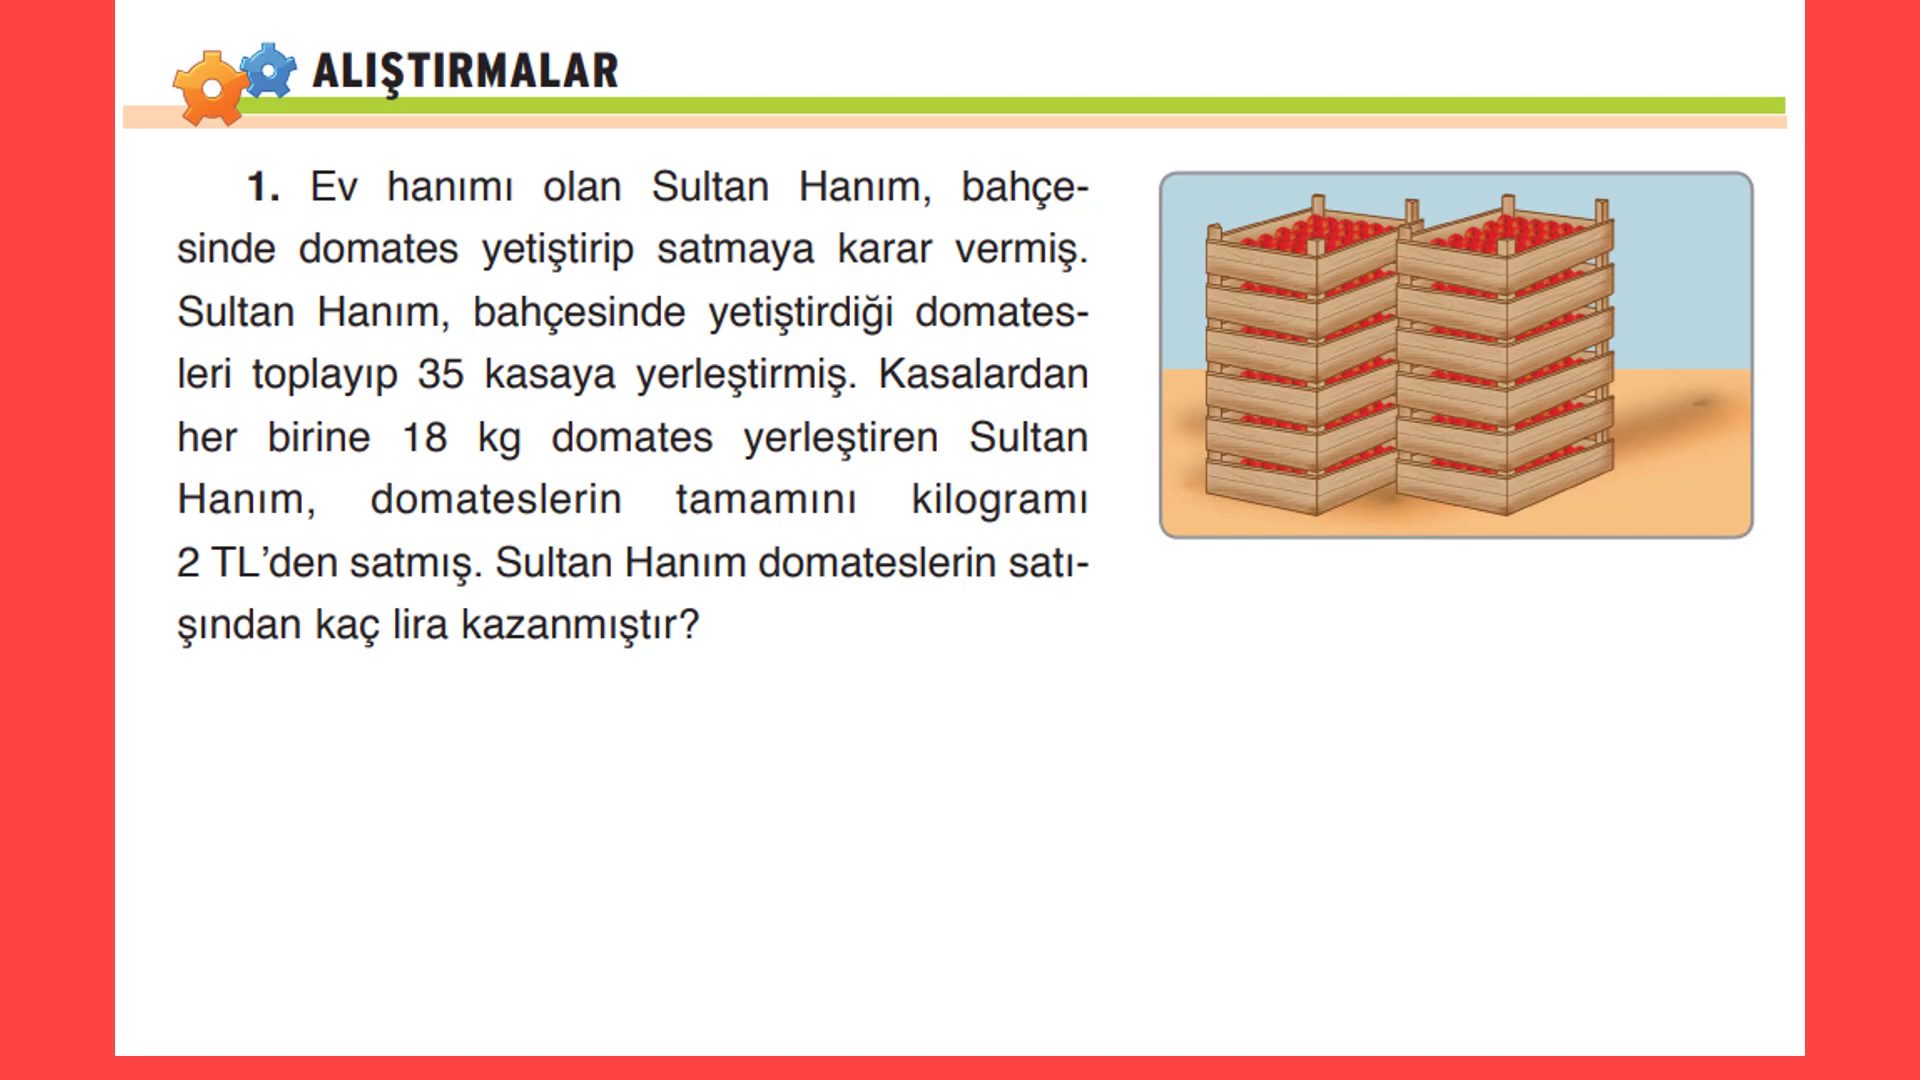 ALIŞTIRMALAR
1. Ev hanımı olan Sultan Hanım, bahçe-
sinde domates yetiştirip satmaya karar vermiş.
Sultan Hanım, bahçesinde yetiştirdiği domates-
leri toplayıp 35 kasaya yerleştirmiş. Kasalardan
her birine 18 kg domates yerleştiren Sultan
Hanım, domateslerin tamamını kilogramı
2 TL’den satmış. Sultan Hanım domateslerin satı-
şından kaç lira kazanmıştır?